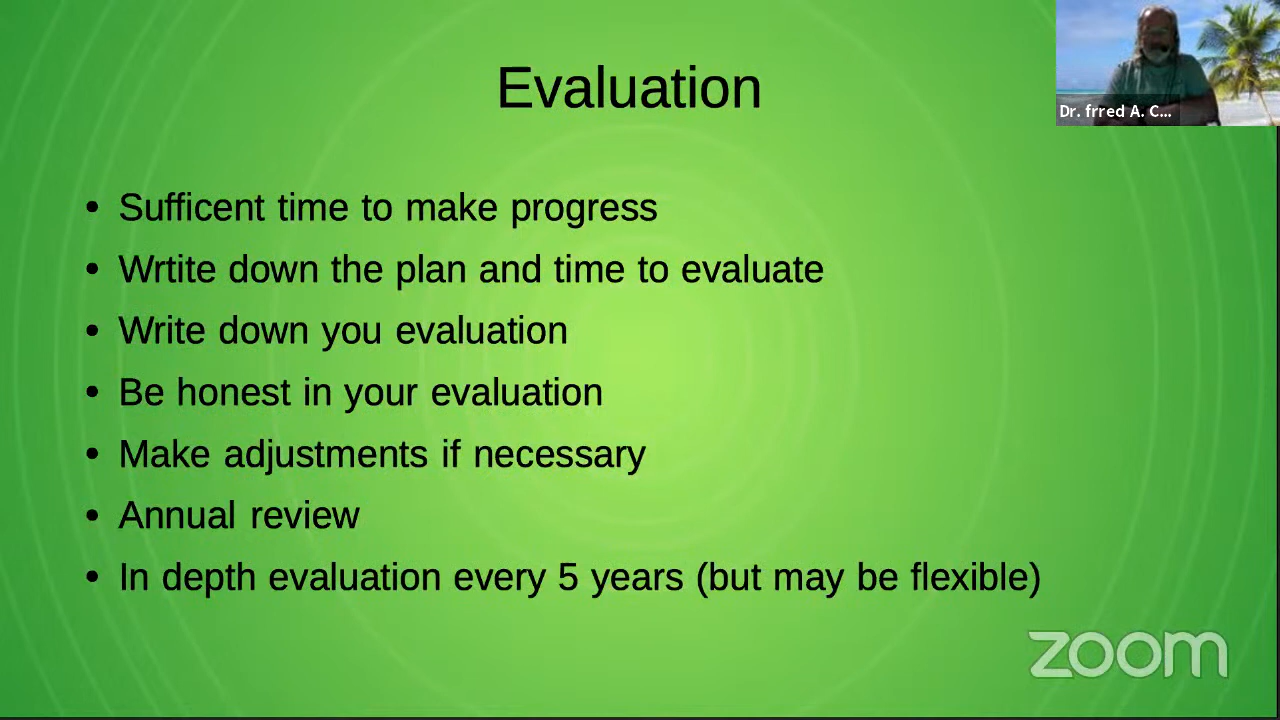 Evaluation
Dr. frred A. C...
• Sufficent time to make progress
• Wrtite down the plan and time to evaluate
• Write down you evaluation
• Be honest in your evaluation
• Make adjustments if necessary
• Annual review
• In depth evaluation every 5 years (but may be flexible)
zoom